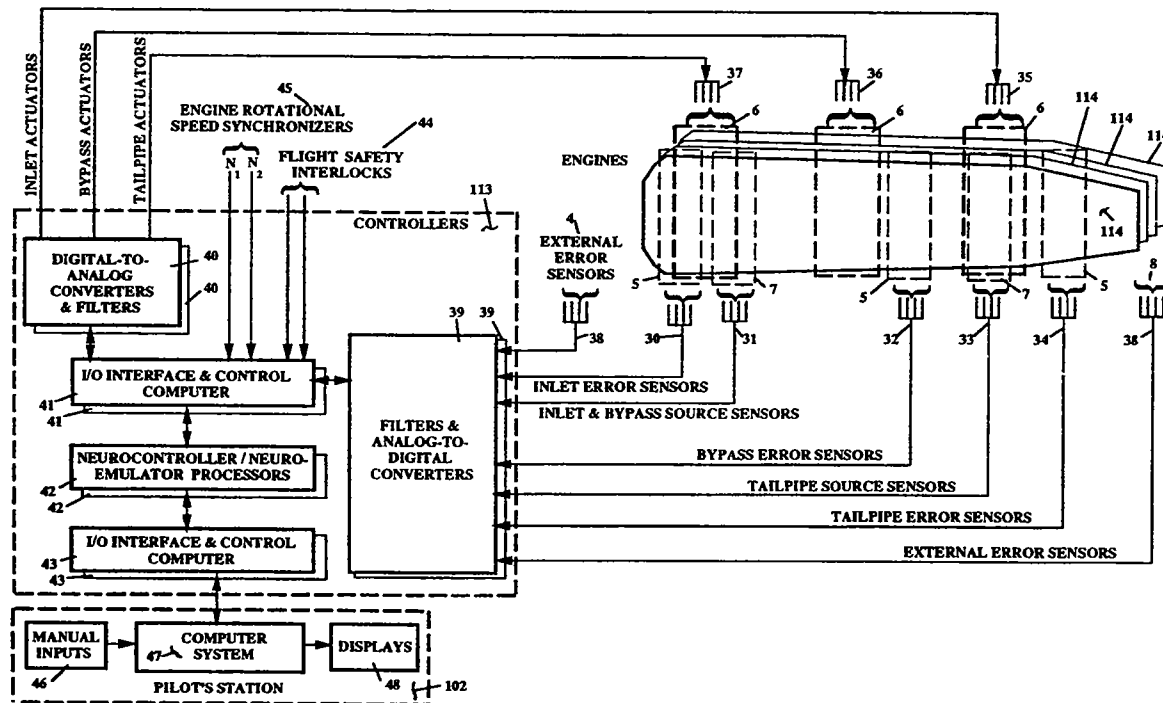 INLET ACTUATORS
BYPASS ACTUATORS
TAILPIPE ACTUATORS
45
ENGINE ROTATIONAL
SPEED SYNCHRONIZERS
44
N1
N2
FLIGHT SAFETY
INTERLOCKS
113
CONTROLLERS
DIGITAL-TO-
ANALOG
CONVERTERS
& FILTERS
40
40
I/O INTERFACE & CONTROL
COMPUTER
41
41
NEUROCONTROLLER / NEURO-
EMULATOR PROCESSORS
42
42
I/O INTERFACE & CONTROL
COMPUTER
43
43
39
39
FILTERS &
ANALOG-TO-
DIGITAL
CONVERTERS
MANUAL
INPUTS
46
COMPUTER
SYSTEM
47
DISPLAYS
48
PILOT'S STATION
102
37
36
35
6
6
6
114
114
114
ENGINES
114
4
EXTERNAL
ERROR
SENSORS
5
7
5
7
5
8
38
30
31
32
33
34
38
INLET ERROR SENSORS
INLET & BYPASS SOURCE SENSORS
BYPASS ERROR SENSORS
TAILPIPE SOURCE SENSORS
TAILPIPE ERROR SENSORS
EXTERNAL ERROR SENSORS